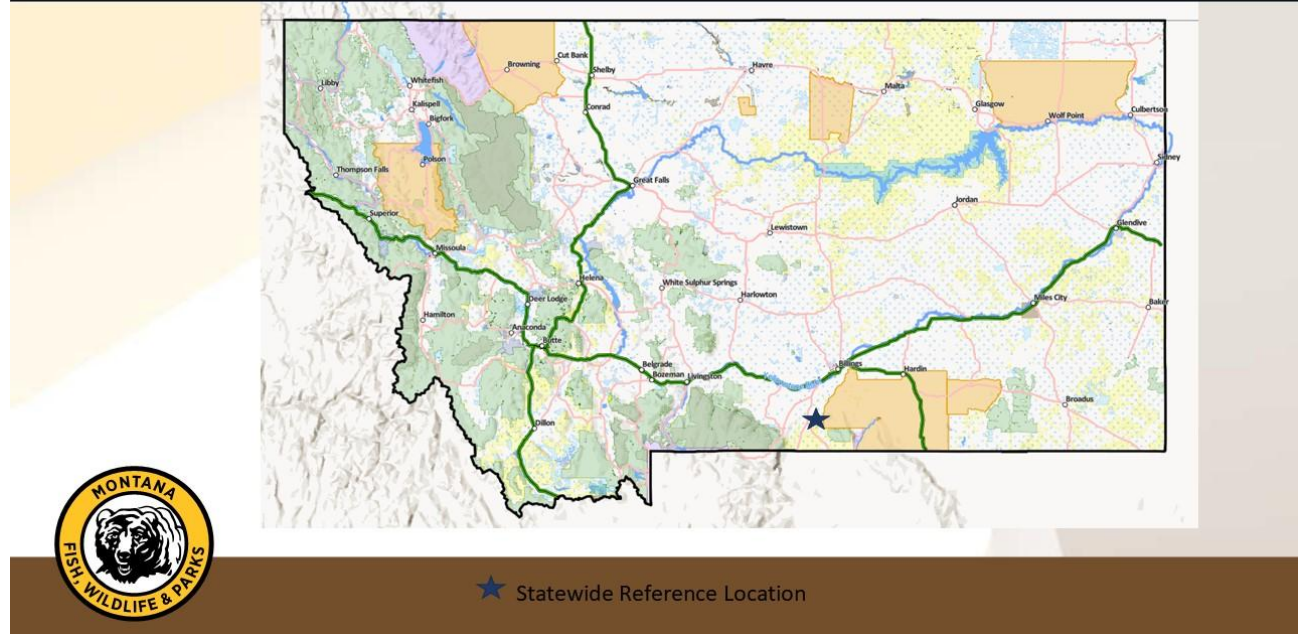 Cut Bank
Browning
Shelby
Havre
Libby
Whitefish
Malta
Kalispell
Conrad
Glasgow
Culbertson
Bigfork
Wolf Point
Polson
Sidney
Thompson Falls
Great Falls
Jordan
Superior
Lewistown
Glendive
Missoula
Helena
White Sulphur Springs
Harlowton
Deer Lodge
Miles City
Baker
Hamilton
Anaconda
Butte
Belgrade
Billings
Bozeman
Livingston
Hardin
Broadus
Dillon
MONTANA
FISH, WILDLIFE & PARKS
Statewide Reference Location